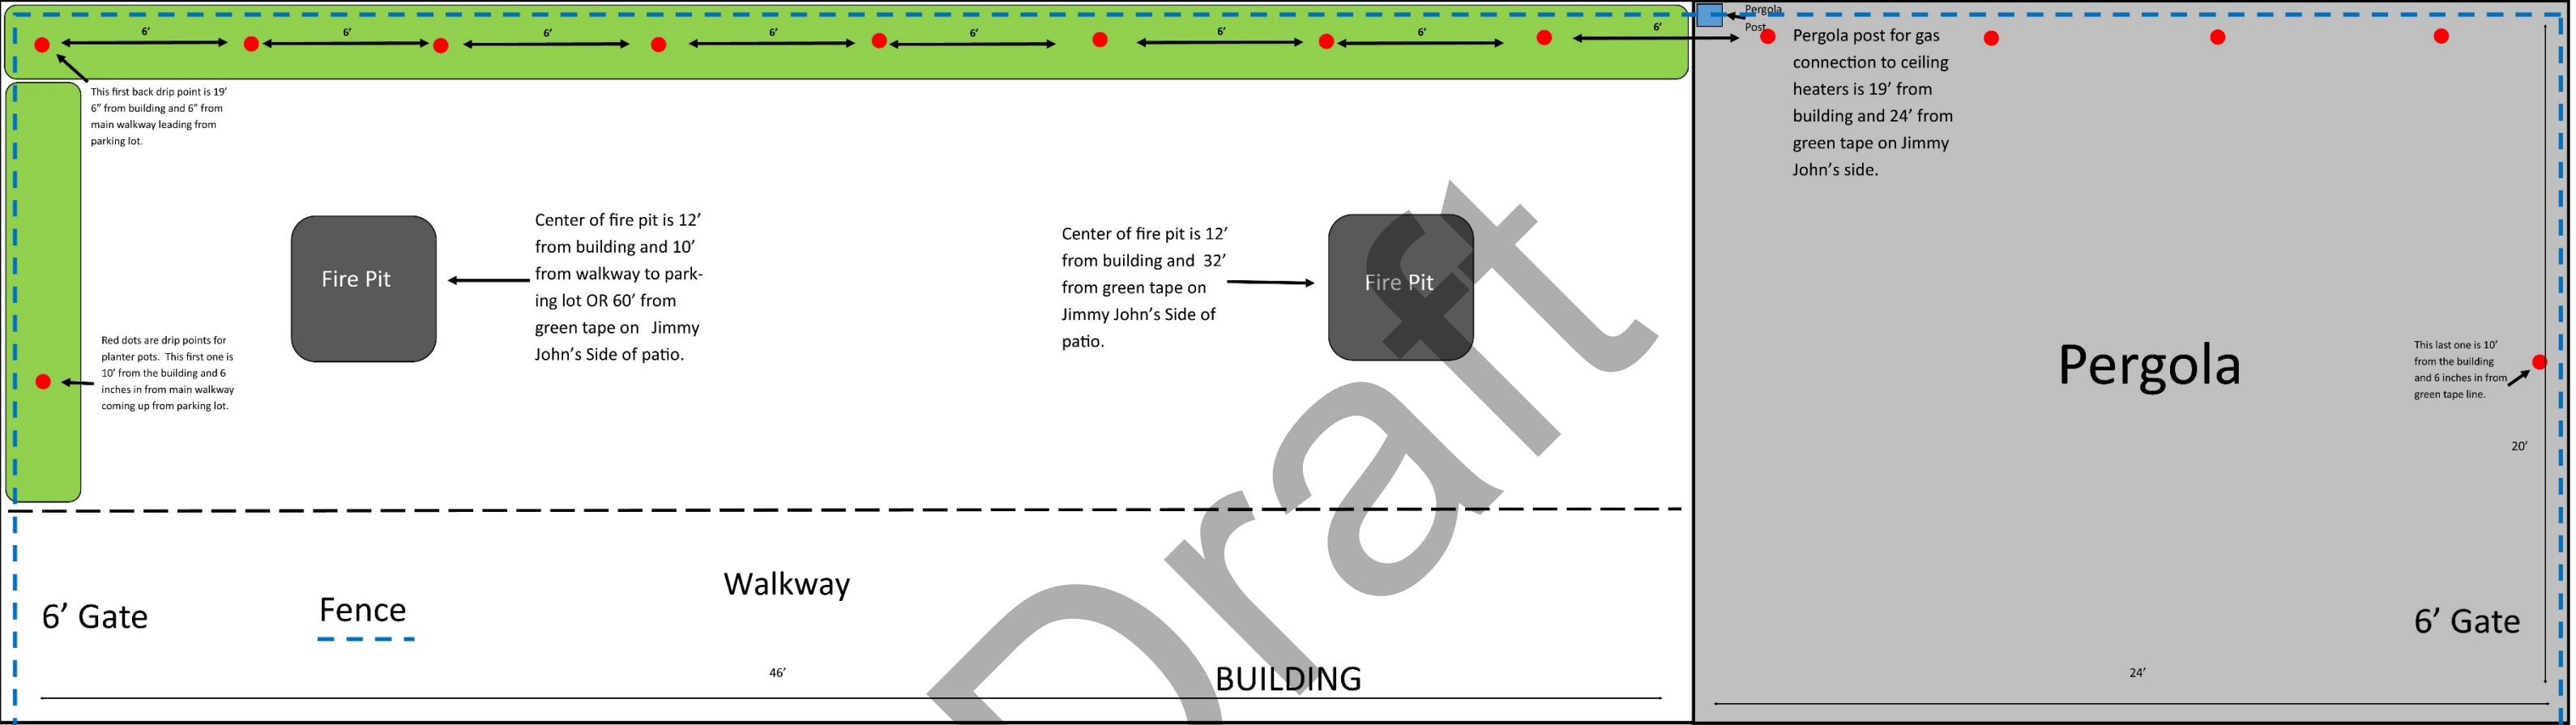 6’
6’
6’
6’
6’
6’
6’
6’
Pergola
Post
This first back drip point is 19’
6” from building and 6” from
main walkway leading from
parking lot.
Pergola post for gas
connection to ceiling
heaters is 19’ from
building and 24’ from
green tape on Jimmy
John’s side.
Fire Pit
Center of fire pit is 12’
from building and 10’
from walkway to park-
ing lot OR 60’ from
green tape on Jimmy
John’s Side of patio.
Center of fire pit is 12’
from building and 32’
from green tape on
Jimmy John’s Side of
patio.
Fire Pit
Red dots are drip points for
planter pots. This first one is
10’ from the building and 6
inches in from main walkway
coming up from parking lot.
Pergola
This last one is 10’
from the building
and 6 inches in from
green tape line.
20’
Draft
Walkway
6’ Gate
Fence
6’ Gate
46’
BUILDING
24’